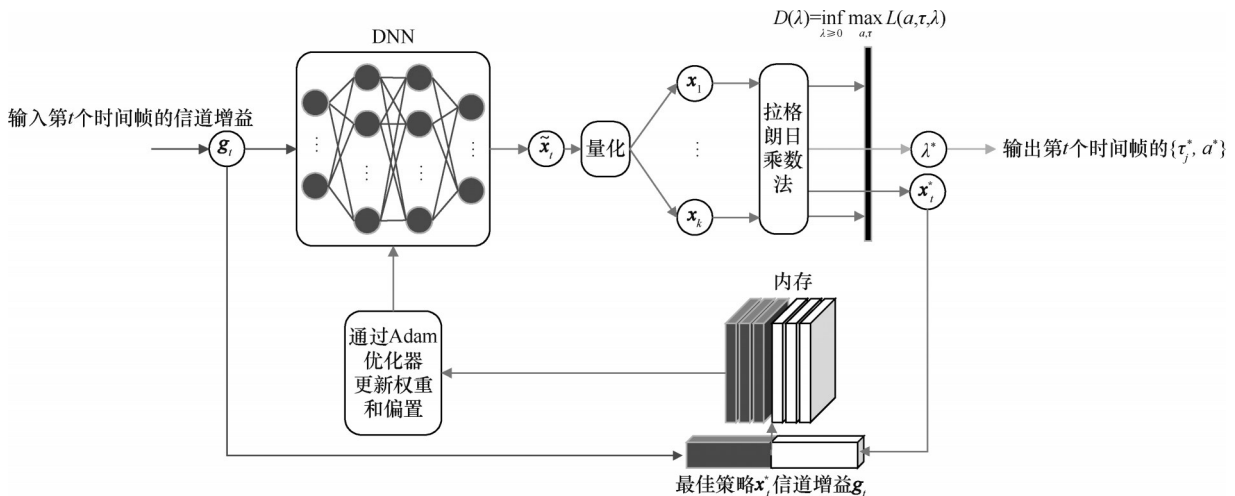 D(λ)=inf max L(a,τ,λ)
λ≥0 a,τ
DNN
输入第t个时间帧的信道增益
g_t
x̃_t
量化
x_1
⋮
x_k
拉格
朗日
乘数
法
λ*
输出第t个时间帧的{τ_j^*, a*}
x_t^*
内存
通过Adam
优化器
更新权重
和偏置
最佳策略x_t^*信道增益g_t